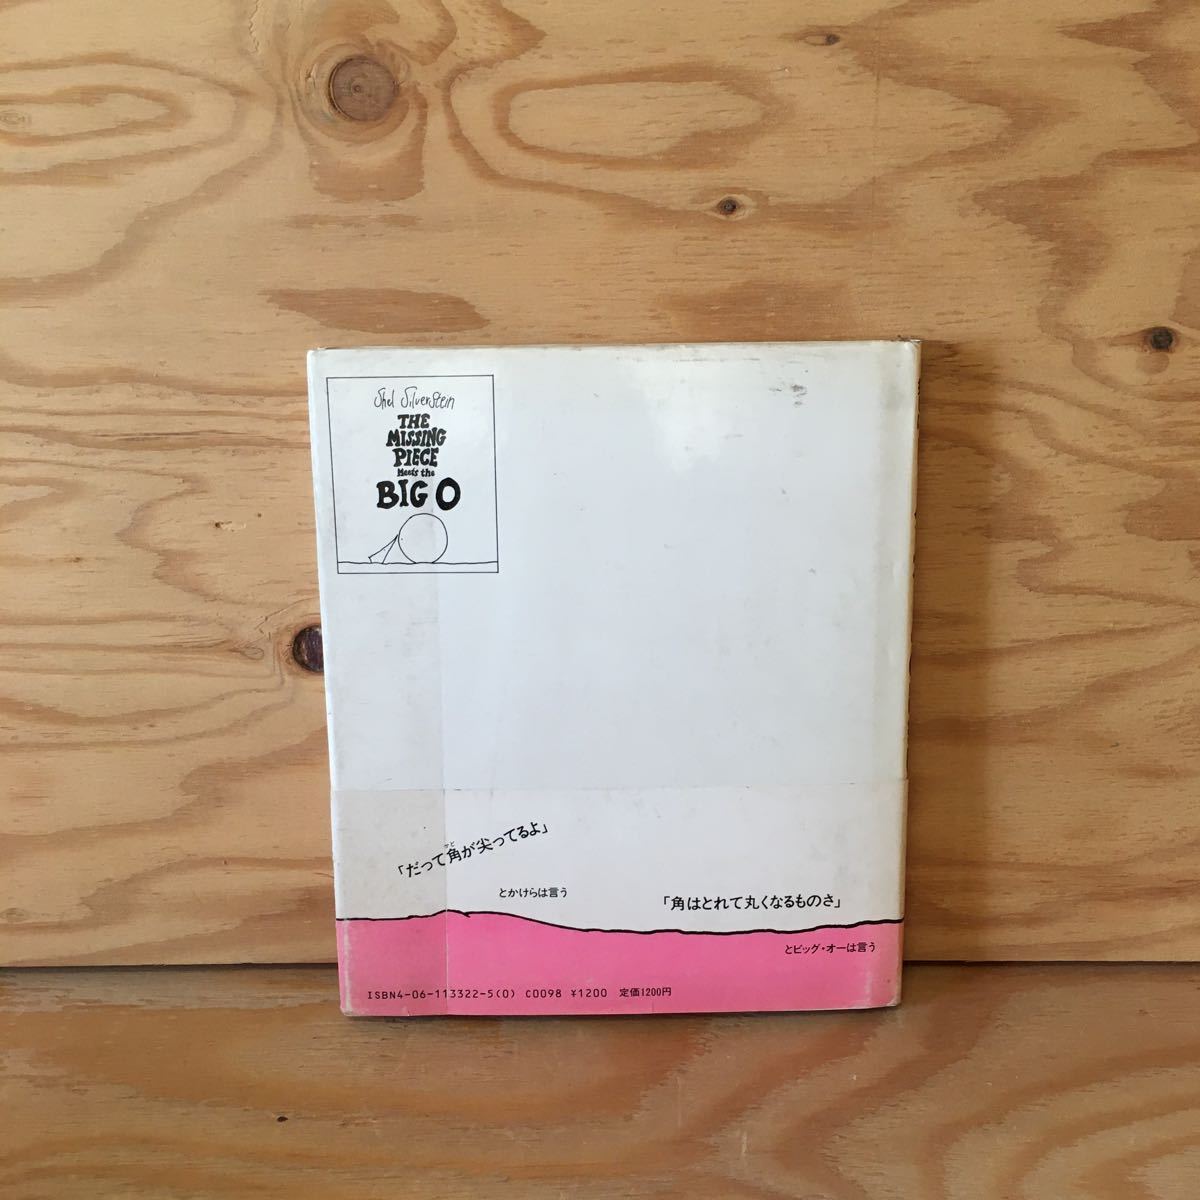 Shel Silverstein
THE
MISSING
PIECE
Meets the
BIG O
「だって角が尖ってるよ」
かど
とかけらは言う
「角はとれて丸くなるものさ」
とビッグ・オーは言う
ISBN4-06-113322-5(0) C0098 ¥1200 定価1200円